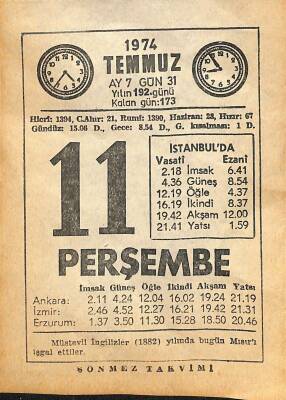 1974
TEMMUZ
AY 7 GÜN 31
Yılın 192.günü
Kalan gün:173
Hicrî: 1394, C.Ahır: 21, Rumî: 1390, Haziran: 28, Hızır: 67
Gündüz: 15.06 D., Gece: 8.54 D., G. kısalması: 1 D.
11
İSTANBUL'DA
Vasati Ezani
2.18 İmsak 6.41
4.36 Güneş 8.54
12.19 Öğle 4.37
16.19 İkindi 8.37
19.42 Akşam 12.00
21.41 Yatsı 1.59
PERŞEMBE
İmsak Güneş Öğle İkindi Akşam Yatsı
Ankara: 2.11 4.24 12.04 16.02 19.24 21.19
İzmir: 2.46 4.52 12.27 16.21 19.42 21.31
Erzurum: 1.37 3.50 11.30 15.28 18.50 20.46
Müstevli İngilizler (1882) yılında bugün Mısır'ı
işgal ettiler.
SÖNMEZ TAKVİMİ